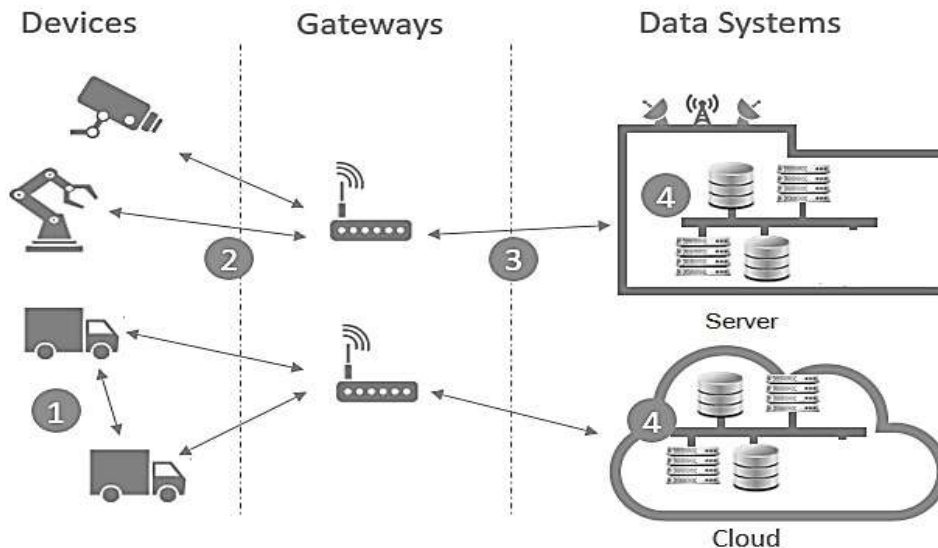 Devices
Gateways
Data Systems
4
2
3
Server
1
4
Cloud